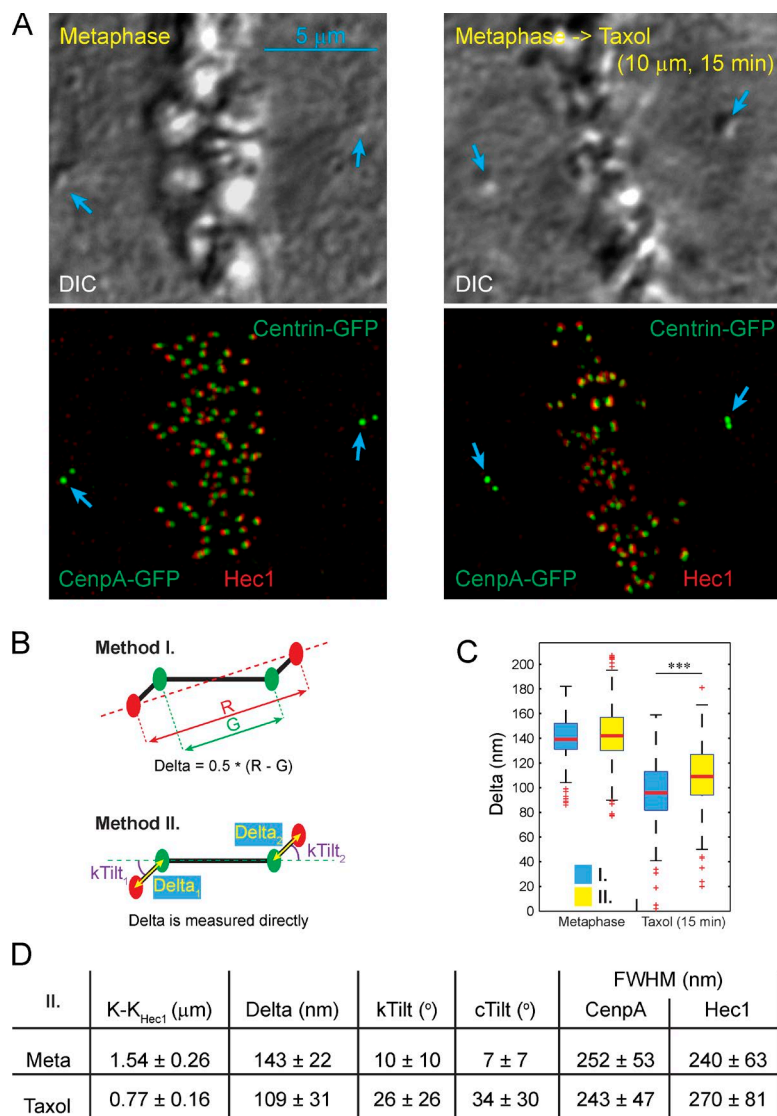 A
Metaphase
5 μm
DIC
Metaphase -> Taxol
(10 μm, 15 min)
DIC
Centrin-GFP
CenpA-GFP Hec1
Centrin-GFP
CenpA-GFP Hec1
B
Method I.
R
G
Delta = 0.5 * (R - G)
Method II.
kTilt₁
Delta₁
Delta₂
kTilt₂
Delta is measured directly
C
Delta (nm)
200
180
160
140
120
100
80
60
40
20
0
***
I.
II.
Metaphase Taxol (15 min)
D
FWHM (nm)
II. K-K_Hec1 (μm) Delta (nm) kTilt (°) cTilt (°) CenpA Hec1
Meta 1.54 ± 0.26 143 ± 22 10 ± 10 7 ± 7 252 ± 53 240 ± 63
Taxol 0.77 ± 0.16 109 ± 31 26 ± 26 34 ± 30 243 ± 47 270 ± 81